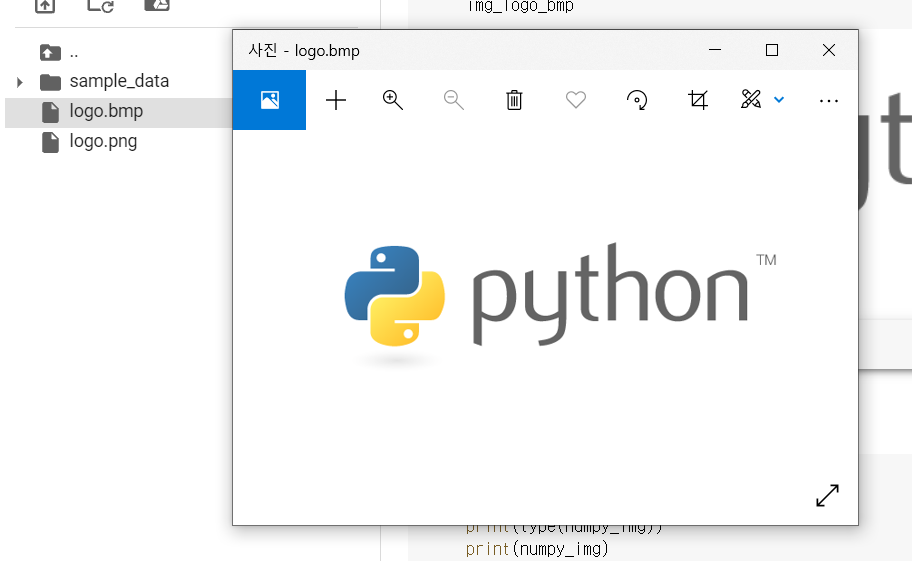 img_logo_bmp
..
sample_data
logo.bmp
logo.png
사진 - logo.bmp
python
TM
print(type(numpy_img))
print(numpy_img)